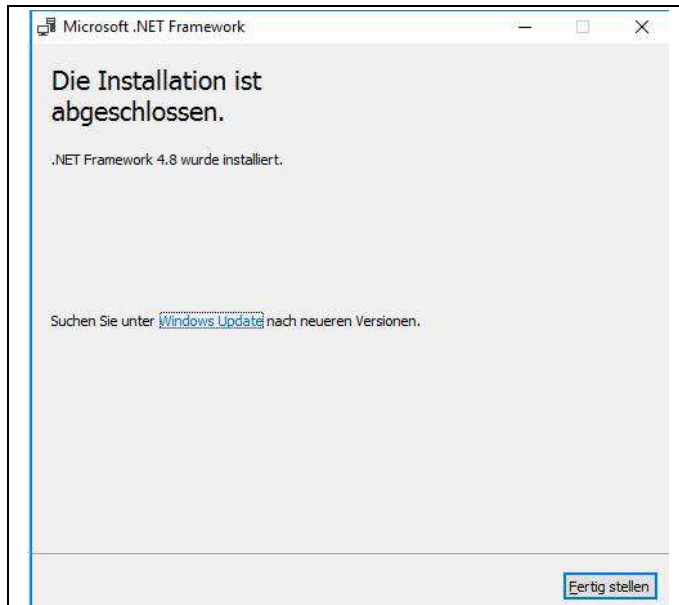 Microsoft .NET Framework
Die Installation ist
abgeschlossen.
.NET Framework 4.8 wurde installiert.
Suchen Sie unter Windows Update nach neueren Versionen.
Fertig stellen